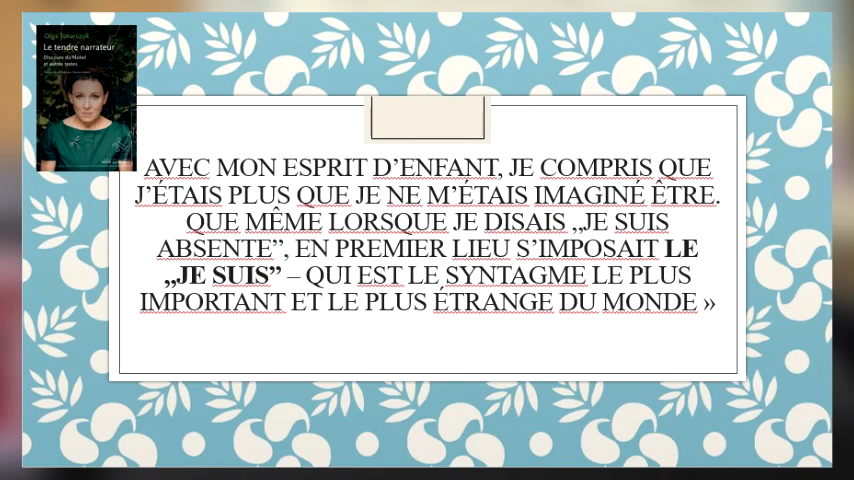 Olga Tokarczuk
Le tendre narrateur
Discours du Nobel
et autres textes
AVEC MON ESPRIT D’ENFANT, JE COMPRIS QUE
J’ÉTAIS PLUS QUE JE NE M’ÉTAIS IMAGINÉ ÊTRE.
QUE MÊME LORSQUE JE DISAIS „JE SUIS
ABSENTE”, EN PREMIER LIEU S’IMPOSAIT LE
„JE SUIS” – QUI EST LE SYNTAGME LE PLUS
IMPORTANT ET LE PLUS ÉTRANGE DU MONDE »